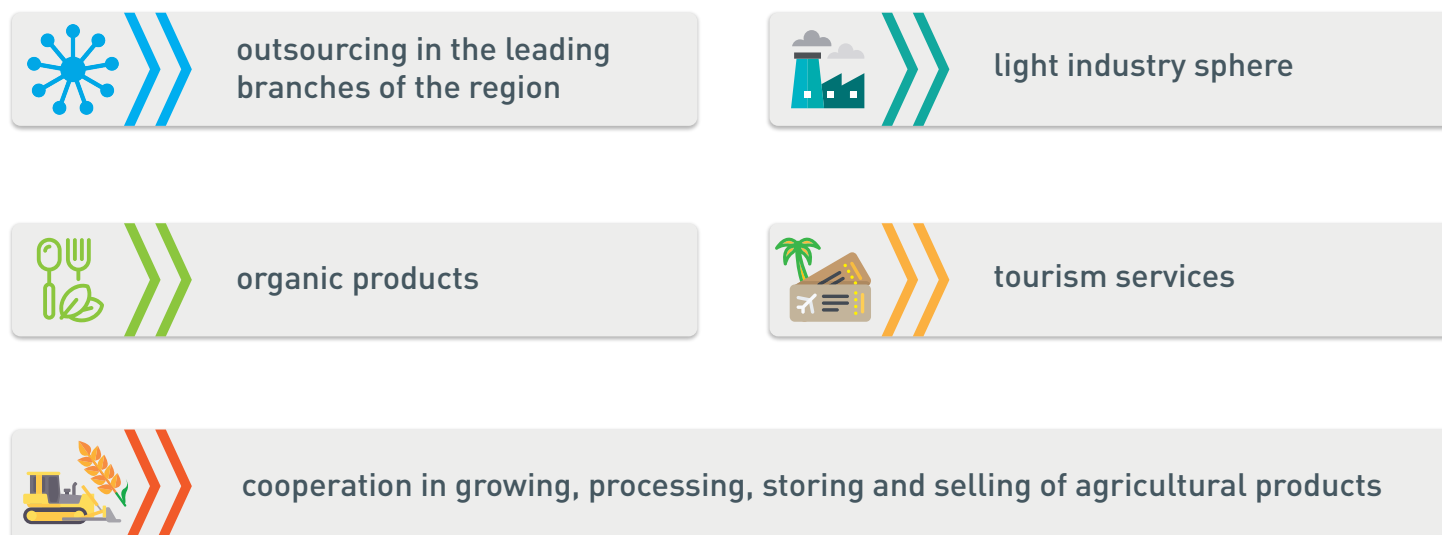 outsourcing in the leading
branches of the region
light industry sphere
organic products
tourism services
cooperation in growing, processing, storing and selling of agricultural products